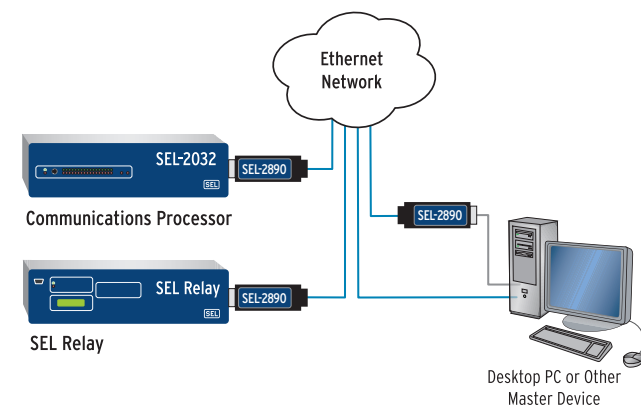 Ethernet
Network
SEL-2032
SEL-2890
SEL
Communications Processor
SEL-2890
SEL Relay
SEL-2890
SEL
SEL Relay
Desktop PC or Other
Master Device